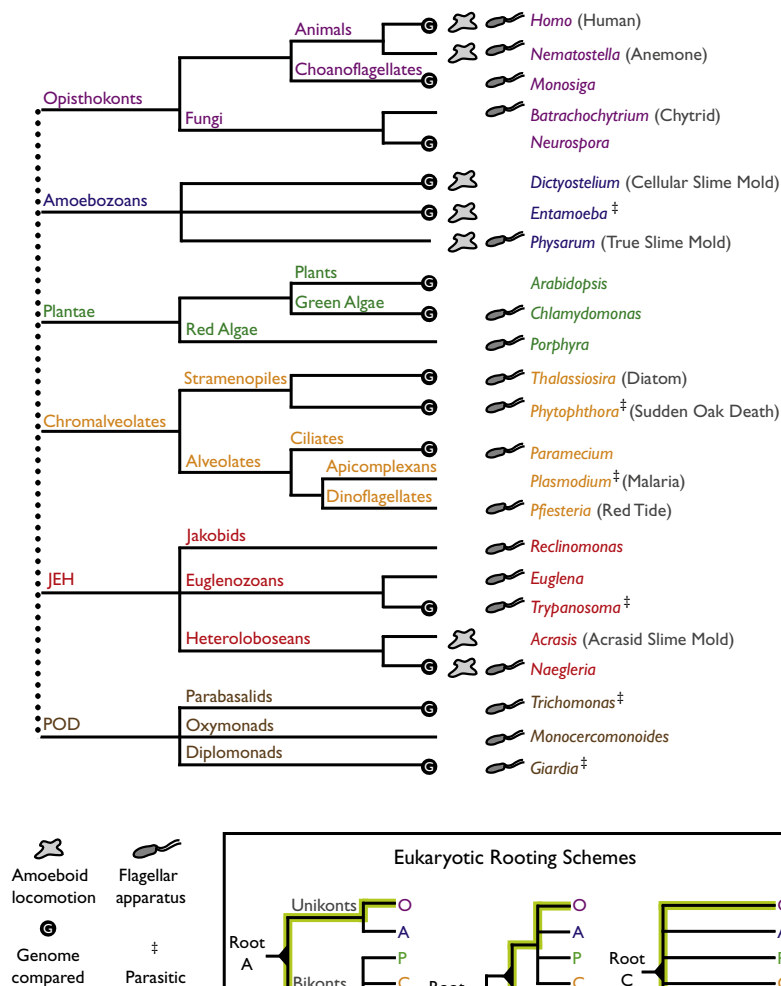 Animals
Homo (Human)
Nematostella (Anemone)
Choanoflagellates
Monosiga
Opisthokonts
Fungi
Batrachochytrium (Chytrid)
Neurospora
Amoebozoans
Dictyostelium (Cellular Slime Mold)
Entamoeba ‡
Physarum (True Slime Mold)
Plants
Arabidopsis
Green Algae
Chlamydomonas
Plantae
Red Algae
Porphyra
Stramenopiles
Thalassiosira (Diatom)
Phytophthora‡ (Sudden Oak Death)
Chromalveolates
Ciliates
Paramecium
Alveolates
Apicomplexans
Plasmodium‡ (Malaria)
Dinoflagellates
Pfiesteria (Red Tide)
Jakobids
Reclinomonas
JEH
Euglenozoans
Euglena
Trypanosoma‡
Heteroloboseans
Acrasis (Acrasid Slime Mold)
Naegleria
Parabasalids
Trichomonas‡
POD
Oxymonads
Monocercomonoides
Diplomonads
Giardia‡
G
G
G
G
G
G
G
G
G
G
G
G
G
G
Amoeboid
locomotion
Flagellar
apparatus
G
Genome
compared
‡
Parasitic
Eukaryotic Rooting Schemes
Root
A
Unikonts
O
A
P
C
Bikonts
Root
O
A
P
C
Root
C